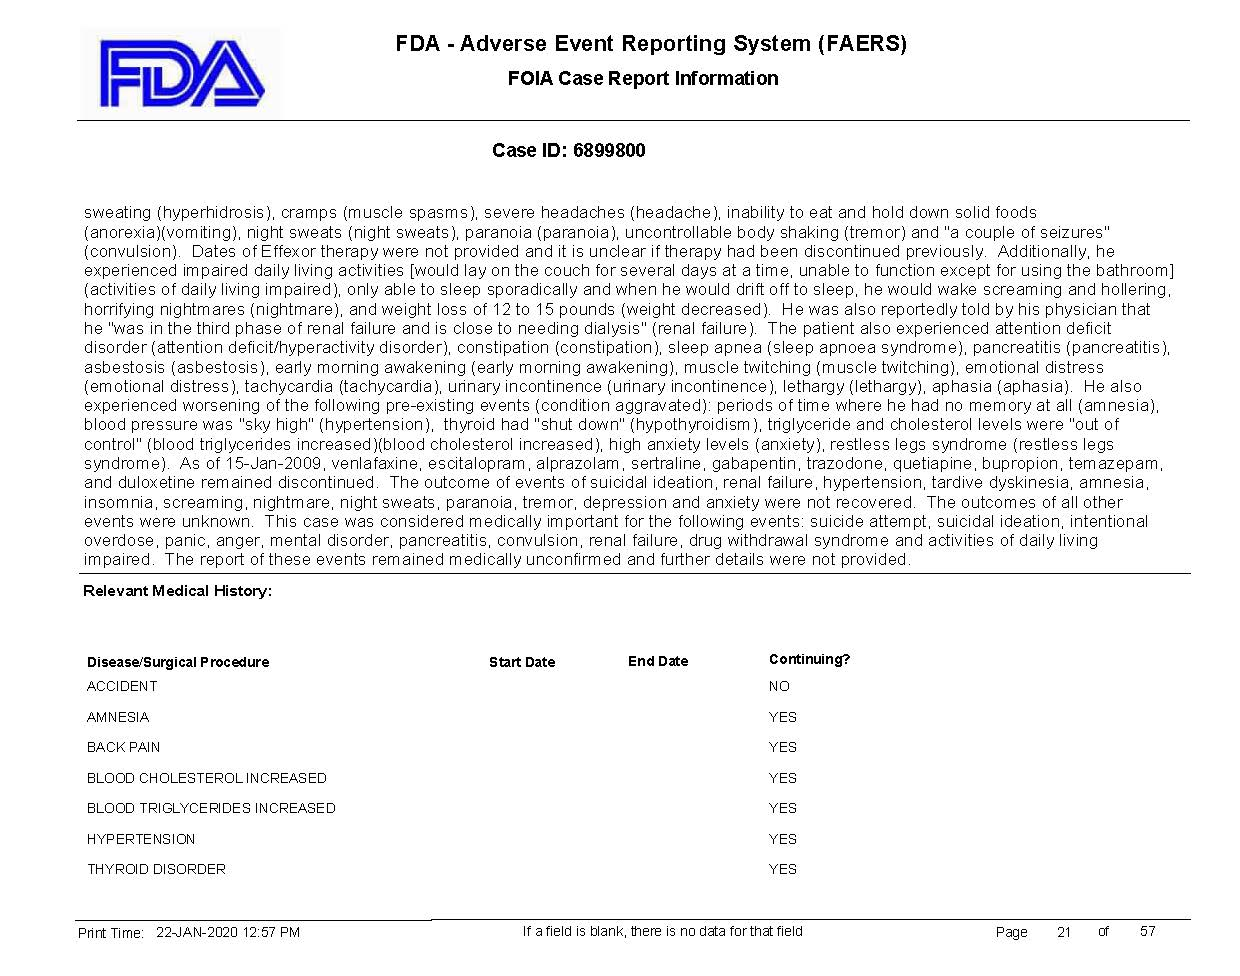 FDA
FDA - Adverse Event Reporting System (FAERS)
FOIA Case Report Information
Case ID: 6899800
sweating (hyperhidrosis), cramps (muscle spasms), severe headaches (headache), inability to eat and hold down solid foods
(anorexia)(vomiting), night sweats (night sweats), paranoia (paranoia), uncontrollable body shaking (tremor) and "a couple of seizures"
(convulsion).  Dates of Effexor therapy were not provided and it is unclear if therapy had been discontinued previously.  Additionally, he
experienced impaired daily living activities [would lay on the couch for several days at a time, unable to function except for using the bathroom]
(activities of daily living impaired), only able to sleep sporadically and when he would drift off to sleep, he would wake screaming and hollering,
horrifying nightmares (nightmare), and weight loss of 12 to 15 pounds (weight decreased).  He was also reportedly told by his physician that
he "was in the third phase of renal failure and is close to needing dialysis" (renal failure).  The patient also experienced attention deficit
disorder (attention deficit/hyperactivity disorder), constipation (constipation), sleep apnea (sleep apnoea syndrome), pancreatitis (pancreatitis),
asbestosis (asbestosis), early morning awakening (early morning awakening), muscle twitching (muscle twitching), emotional distress
(emotional distress), tachycardia (tachycardia), urinary incontinence (urinary incontinence), lethargy (lethargy), aphasia (aphasia).  He also
experienced worsening of the following pre-existing events (condition aggravated): periods of time where he had no memory at all (amnesia),
blood pressure was "sky high" (hypertension),  thyroid had "shut down" (hypothyroidism), triglyceride and cholesterol levels were "out of
control" (blood triglycerides increased)(blood cholesterol increased), high anxiety levels (anxiety), restless legs syndrome (restless legs
syndrome).  As of 15-Jan-2009, venlafaxine, escitalopram, alprazolam, sertraline, gabapentin, trazodone, quetiapine, bupropion, temazepam,
and duloxetine remained discontinued.  The outcome of events of suicidal ideation, renal failure, hypertension, tardive dyskinesia, amnesia,
insomnia, screaming, nightmare, night sweats, paranoia, tremor, depression and anxiety were not recovered.  The outcomes of all other
events were unknown.  This case was considered medically important for the following events: suicide attempt, suicidal ideation, intentional
overdose, panic, anger, mental disorder, pancreatitis, convulsion, renal failure, drug withdrawal syndrome and activities of daily living
impaired.  The report of these events remained medically unconfirmed and further details were not provided.
Relevant Medical History:
Disease/Surgical Procedure Start Date End Date Continuing?
ACCIDENT NO
AMNESIA YES
BACK PAIN YES
BLOOD CHOLESTEROL INCREASED YES
BLOOD TRIGLYCERIDES INCREASED YES
HYPERTENSION YES
THYROID DISORDER YES
Print Time: 22-JAN-2020 12:57 PM If a field is blank, there is no data for that field Page 21 of 57